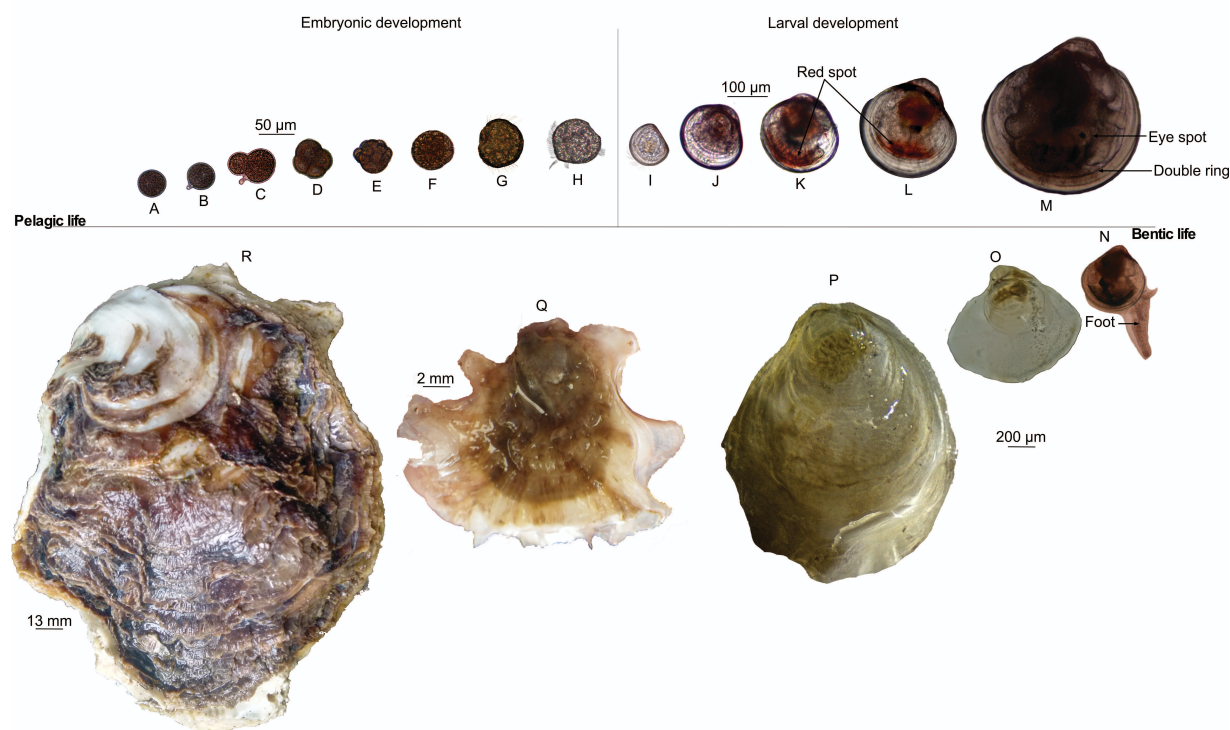 Embryonic development
Larval development
Red spot
100 µm
50 µm
Eye spot
Double ring
A
B
C
D
E
F
G
H
I
J
K
L
M
Pelagic life
Bentic life
N
O
P
Q
R
Foot
2 mm
200 µm
13 mm